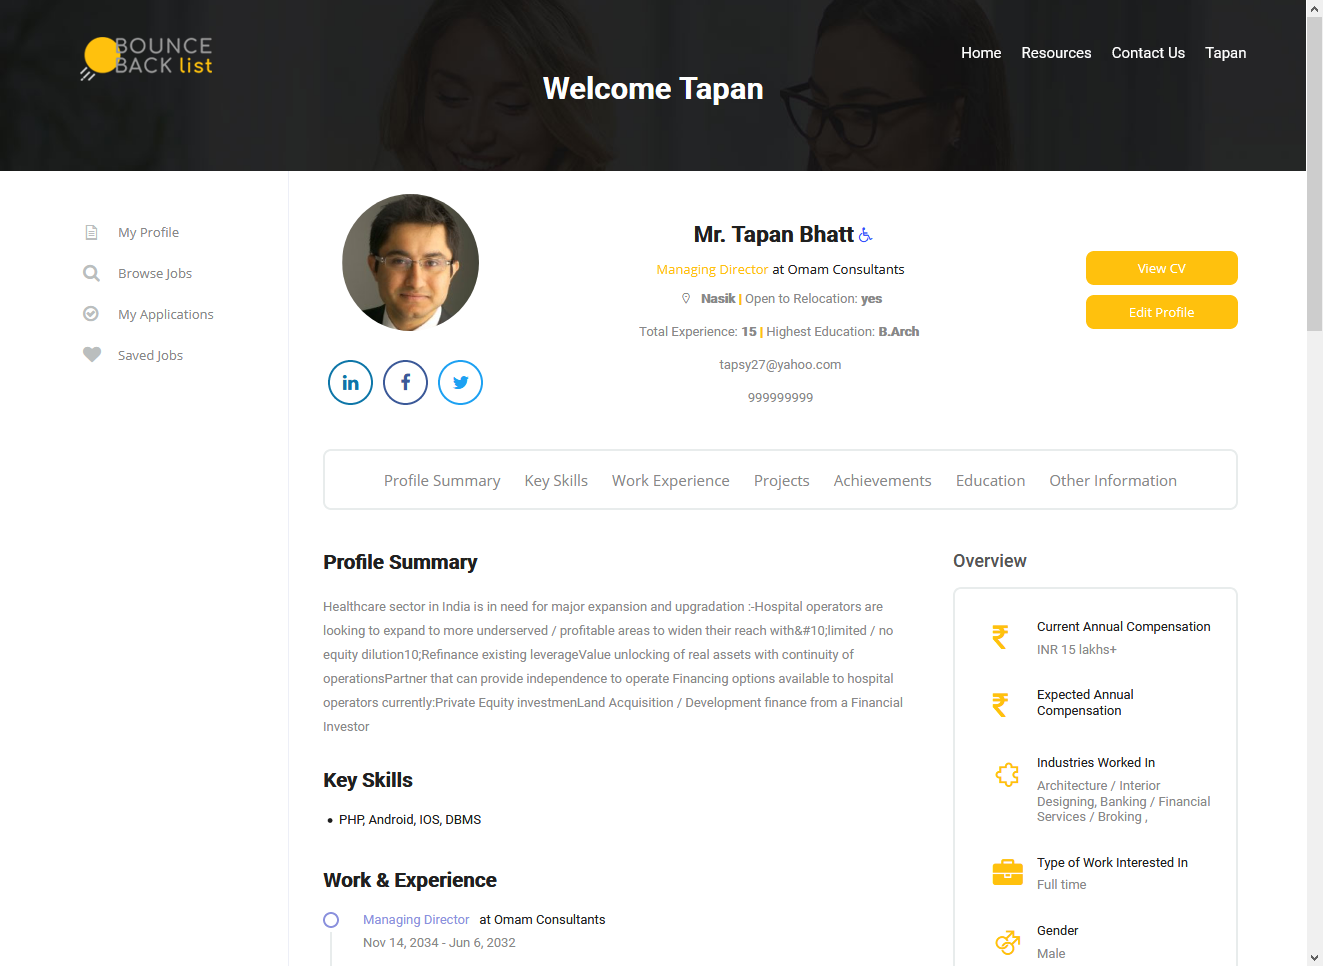 BOUNCE
BACK list
Home Resources Contact Us Tapan
Welcome Tapan
My Profile
Browse Jobs
My Applications
Saved Jobs
Mr. Tapan Bhatt
Managing Director at Omam Consultants
Nasik | Open to Relocation: yes
Total Experience: 15 | Highest Education: B.Arch
tapsy27@yahoo.com
999999999
View CV
Edit Profile
in f
Profile Summary Key Skills Work Experience Projects Achievements Education Other Information
Profile Summary
Healthcare sector in India is in need for major expansion and upgradation :-Hospital operators are
looking to expand to more underserved / profitable areas to widen their reach with&#10;limited / no
equity dilution10;Refinance existing leverageValue unlocking of real assets with continuity of
operationsPartner that can provide independence to operate Financing options available to hospital
operators currently:Private Equity investmenLand Acquisition / Development finance from a Financial
Investor
Key Skills
• PHP, Android, IOS, DBMS
Work & Experience
Managing Director at Omam Consultants
Nov 14, 2034 - Jun 6, 2032
Overview
Current Annual Compensation
INR 15 lakhs+
Expected Annual
Compensation
Industries Worked In
Architecture / Interior
Designing, Banking / Financial
Services / Broking ,
Type of Work Interested In
Full time
Gender
Male